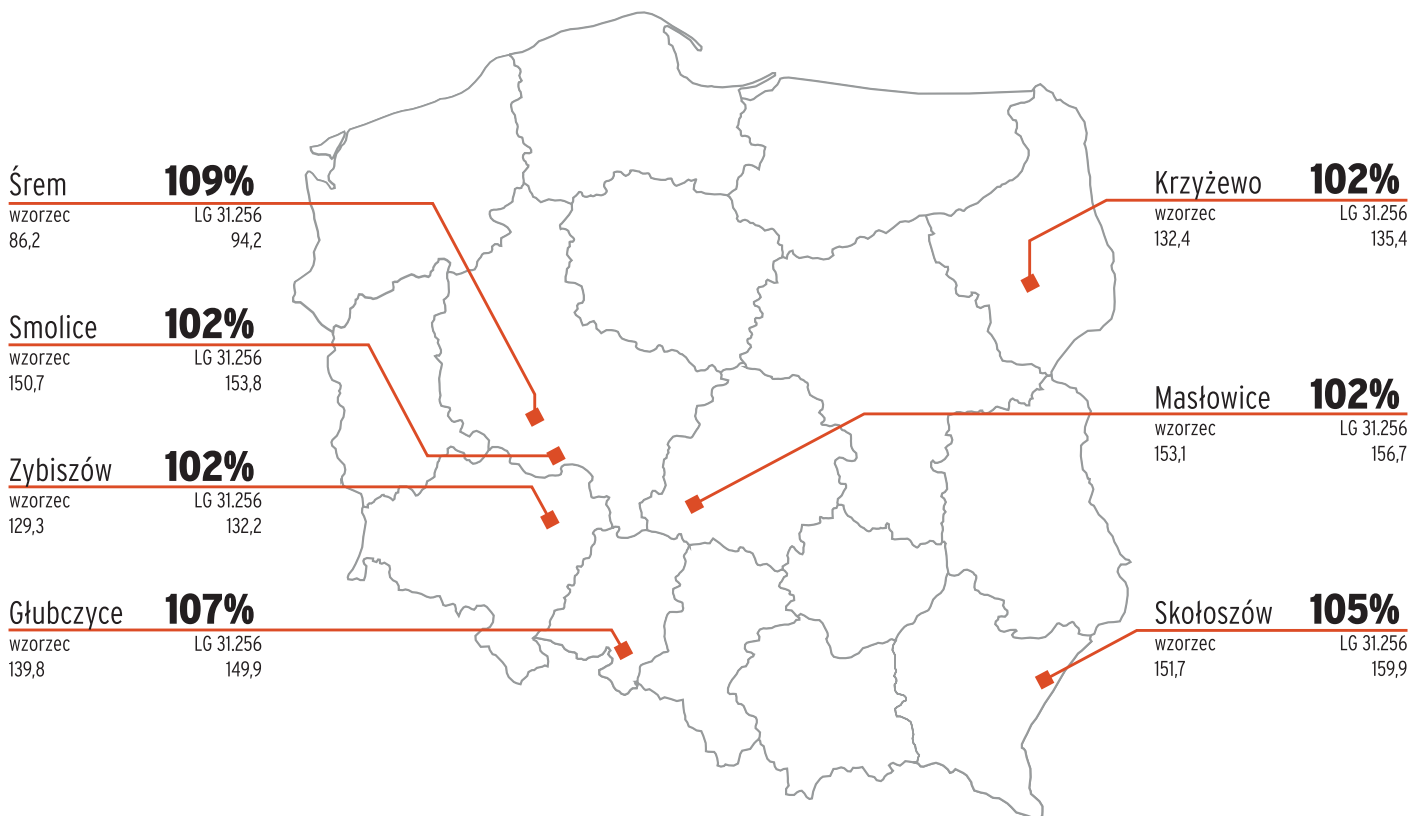 Śrem 109%
wzorzec LG 31.256
86,2 94,2
Smolice 102%
wzorzec LG 31.256
150,7 153,8
Zybiszów 102%
wzorzec LG 31.256
129,3 132,2
Głubczyce 107%
wzorzec LG 31.256
139,8 149,9
Krzyżewo 102%
wzorzec LG 31.256
132,4 135,4
Masłowice 102%
wzorzec LG 31.256
153,1 156,7
Skołoszów 105%
wzorzec LG 31.256
151,7 159,9